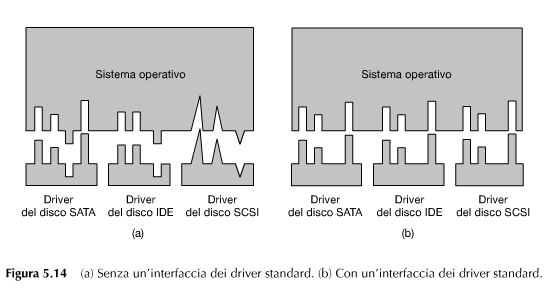 Sistema operativo
Sistema operativo
Driver
del disco SATA
Driver
del disco IDE
Driver
del disco SCSI
Driver
del disco SATA
Driver
del disco IDE
Driver
del disco SCSI
(a)
(b)
Figura 5.14 (a) Senza un'interfaccia dei driver standard. (b) Con un'interfaccia dei driver standard.